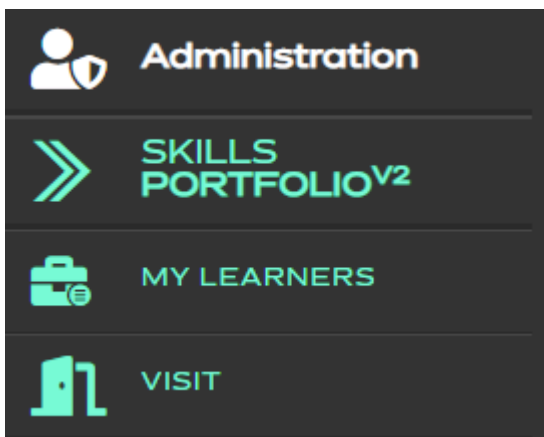 Administration
SKILLS
PORTFOLIOV2
MY LEARNERS
VISIT